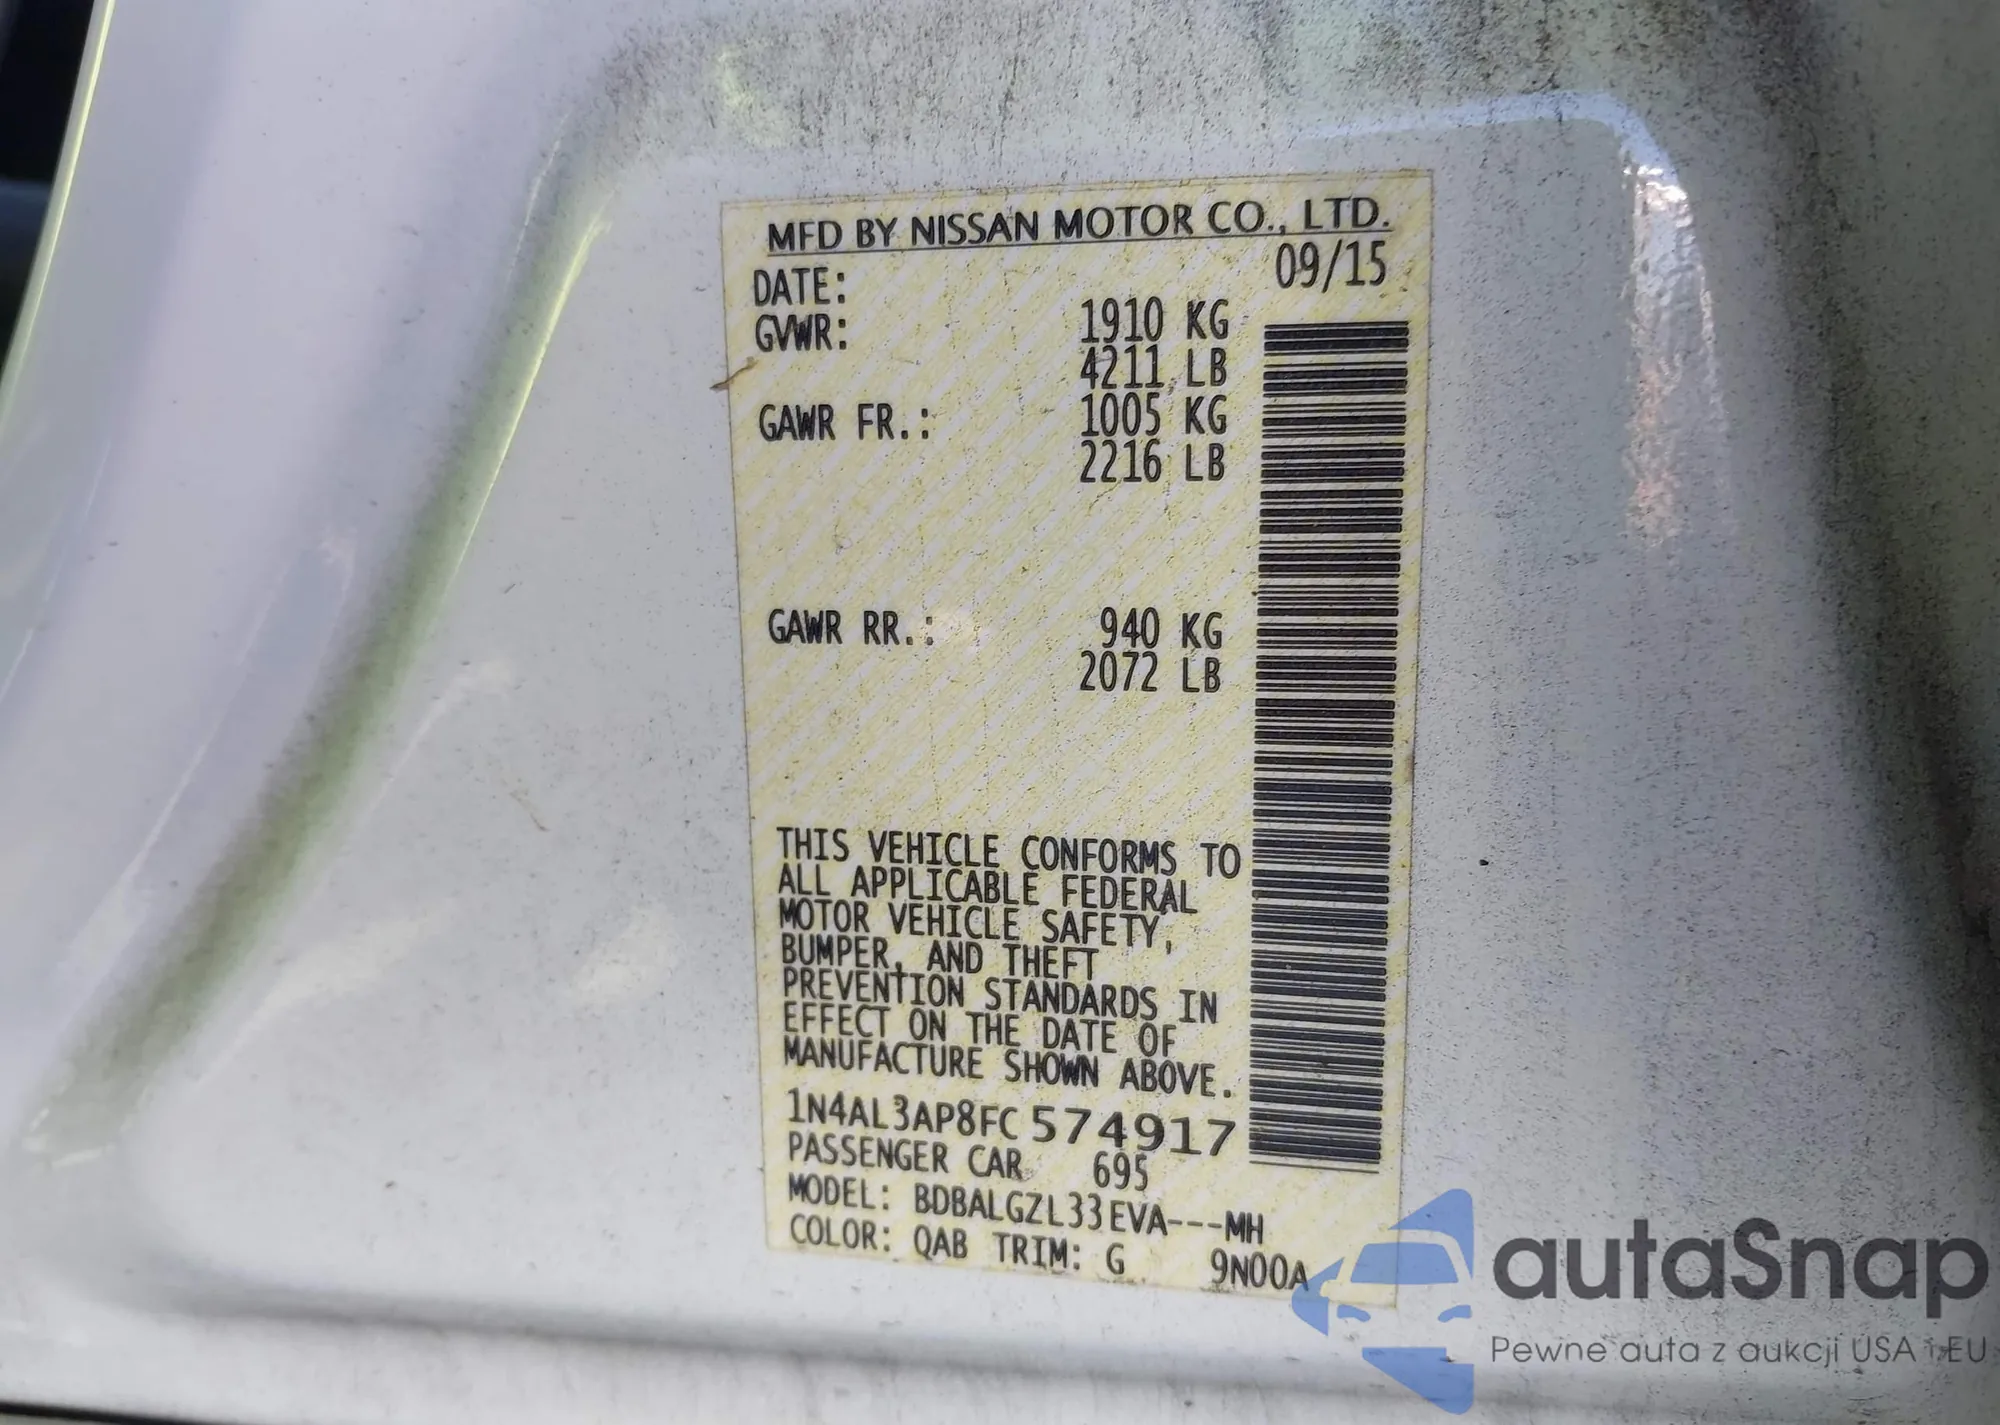 MFD BY NISSAN MOTOR CO., LTD.
DATE: 09/15
GVWR: 1910 KG
4211 LB
GAWR FR.: 1005 KG
2216 LB
GAWR RR.: 940 KG
2072 LB
THIS VEHICLE CONFORMS TO
ALL APPLICABLE FEDERAL
MOTOR VEHICLE SAFETY,
BUMPER, AND THEFT
PREVENTION STANDARDS IN
EFFECT ON THE DATE OF
MANUFACTURE SHOWN ABOVE.
1N4AL3AP8FC574917
PASSENGER CAR 695
MODEL: BDBALGZL33EVA---MH
COLOR: QAB TRIM: G 9N00A
autaSnap
Pewne auta z aukcji USA i EU